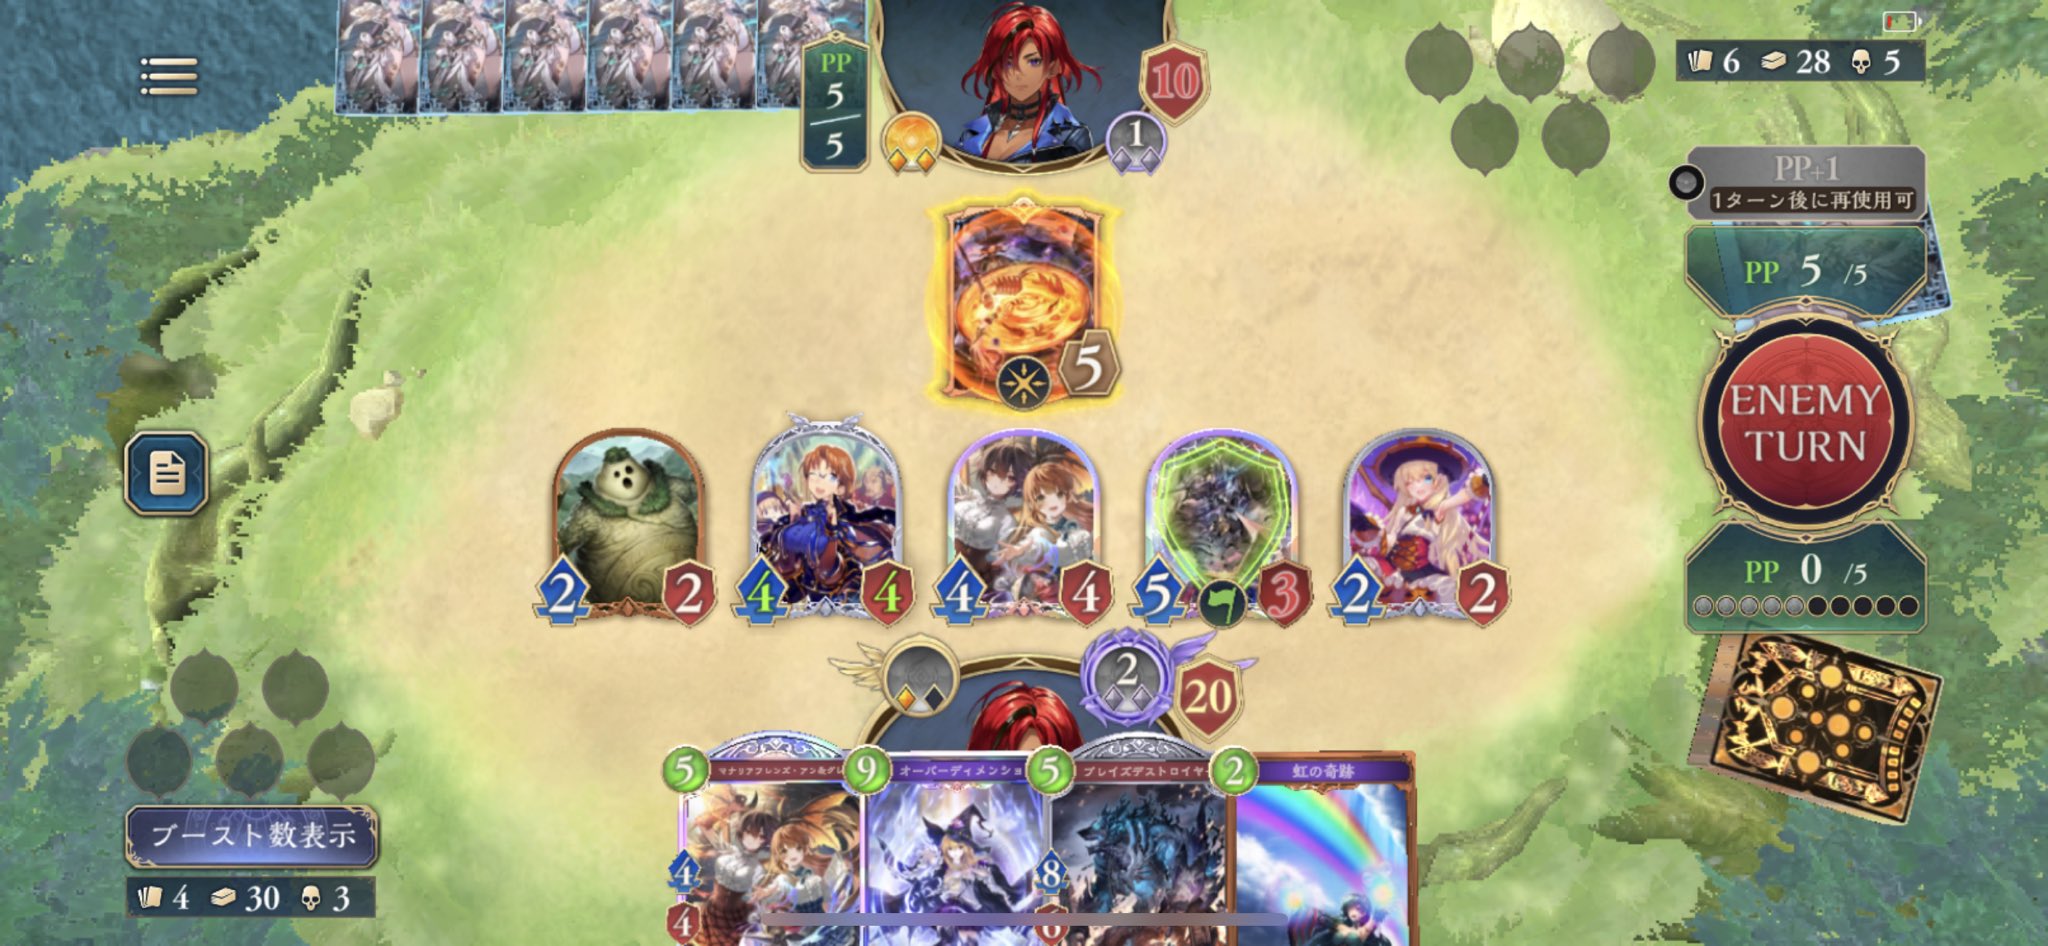 PP
5
5
10
1
6 28 5
PP+1
1ターン後に再使用可
PP 5 /5
5
ENEMY
TURN
2 2 4 4 4 4 5 3 2 2
PP 0 /5
2
20
5 マナリアフレンズ・アン&グレ
9 オーバーディメンショ
5 ブレイズデストロイヤ
2 虹の奇跡
ブースト数表示
4 8
4 6
4 30 3